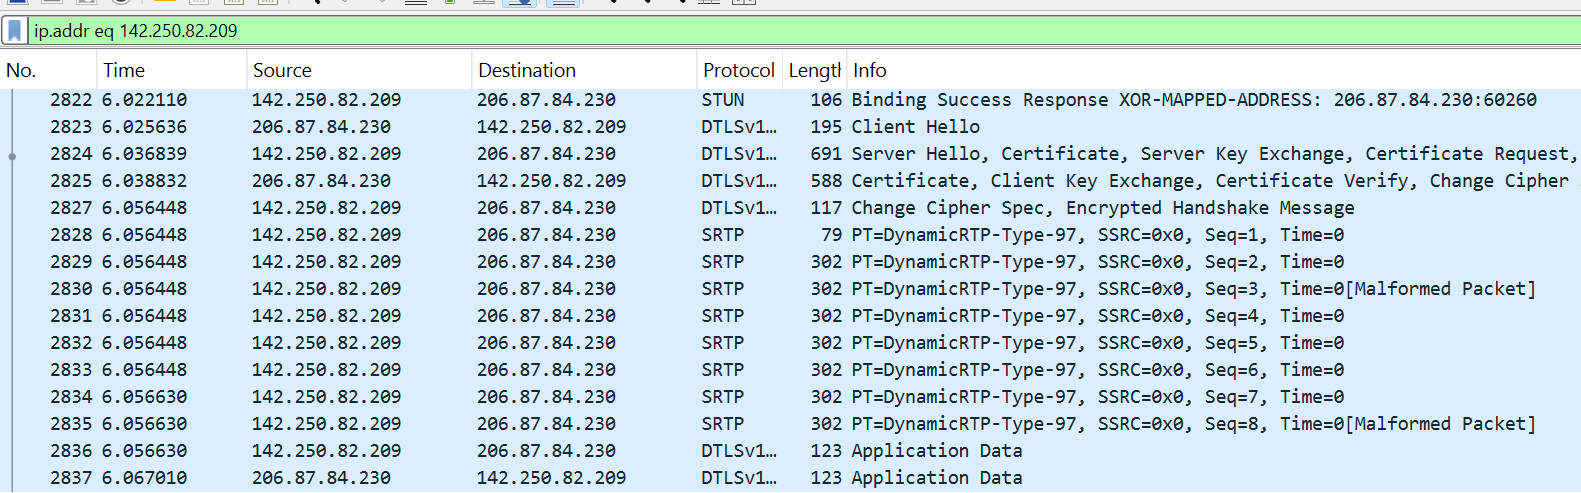 ip.addr eq 142.250.82.209
No. Time Source Destination Protocol Length Info
2822 6.022110 142.250.82.209 206.87.84.230 STUN 106 Binding Success Response XOR-MAPPED-ADDRESS: 206.87.84.230:60260
2823 6.025636 206.87.84.230 142.250.82.209 DTLSv1… 195 Client Hello
2824 6.036839 142.250.82.209 206.87.84.230 DTLSv1… 691 Server Hello, Certificate, Server Key Exchange, Certificate Request,
2825 6.038832 206.87.84.230 142.250.82.209 DTLSv1… 588 Certificate, Client Key Exchange, Certificate Verify, Change Cipher
2827 6.056448 142.250.82.209 206.87.84.230 DTLSv1… 117 Change Cipher Spec, Encrypted Handshake Message
2828 6.056448 142.250.82.209 206.87.84.230 SRTP 79 PT=DynamicRTP-Type-97, SSRC=0x0, Seq=1, Time=0
2829 6.056448 142.250.82.209 206.87.84.230 SRTP 302 PT=DynamicRTP-Type-97, SSRC=0x0, Seq=2, Time=0
2830 6.056448 142.250.82.209 206.87.84.230 SRTP 302 PT=DynamicRTP-Type-97, SSRC=0x0, Seq=3, Time=0[Malformed Packet]
2831 6.056448 142.250.82.209 206.87.84.230 SRTP 302 PT=DynamicRTP-Type-97, SSRC=0x0, Seq=4, Time=0
2832 6.056448 142.250.82.209 206.87.84.230 SRTP 302 PT=DynamicRTP-Type-97, SSRC=0x0, Seq=5, Time=0
2833 6.056448 142.250.82.209 206.87.84.230 SRTP 302 PT=DynamicRTP-Type-97, SSRC=0x0, Seq=6, Time=0
2834 6.056630 142.250.82.209 206.87.84.230 SRTP 302 PT=DynamicRTP-Type-97, SSRC=0x0, Seq=7, Time=0
2835 6.056630 142.250.82.209 206.87.84.230 SRTP 302 PT=DynamicRTP-Type-97, SSRC=0x0, Seq=8, Time=0[Malformed Packet]
2836 6.056630 142.250.82.209 206.87.84.230 DTLSv1… 123 Application Data
2837 6.067010 206.87.84.230 142.250.82.209 DTLSv1… 123 Application Data